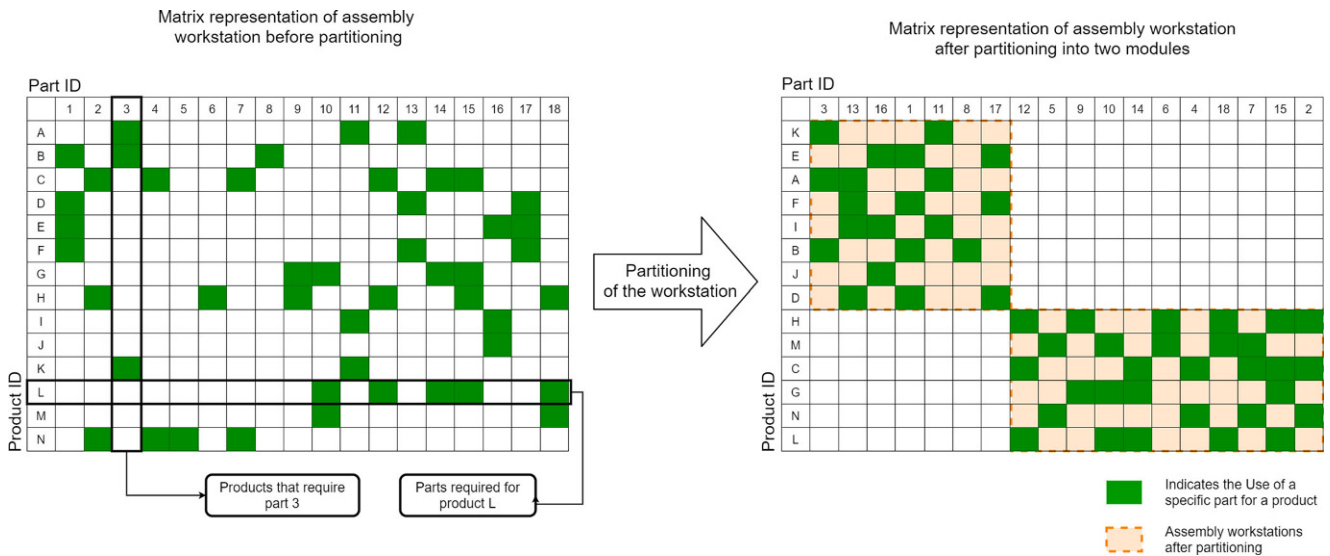 Matrix representation of assembly
workstation before partitioning
Part ID
1 2 3 4 5 6 7 8 9 10 11 12 13 14 15 16 17 18
A
B
C
D
E
F
G
H
I
J
K
L
M
N
Product ID
Products that require
part 3
Parts required for
product L
Partitioning
of the workstation
Matrix representation of assembly workstation
after partitioning into two modules
Part ID
3 13 16 1 11 8 17 12 5 9 10 14 6 4 18 7 15 2
K
E
A
F
I
B
J
D
H
M
C
G
N
L
Product ID
Indicates the Use of a
specific part for a product
Assembly workstations
after partitioning